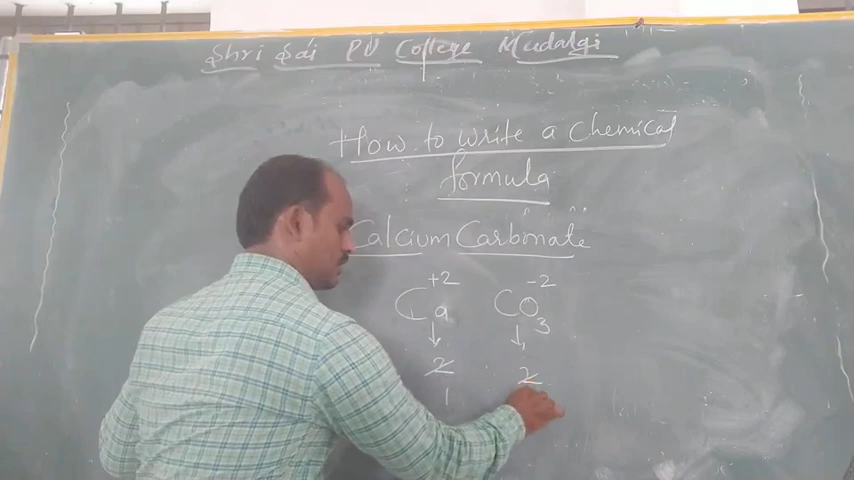 Shri Sai PU College Mudalgi
How to write a chemical
formula
Calcium Carbonate
Ca+2 CO3-2
↓ ↓
2 2
1